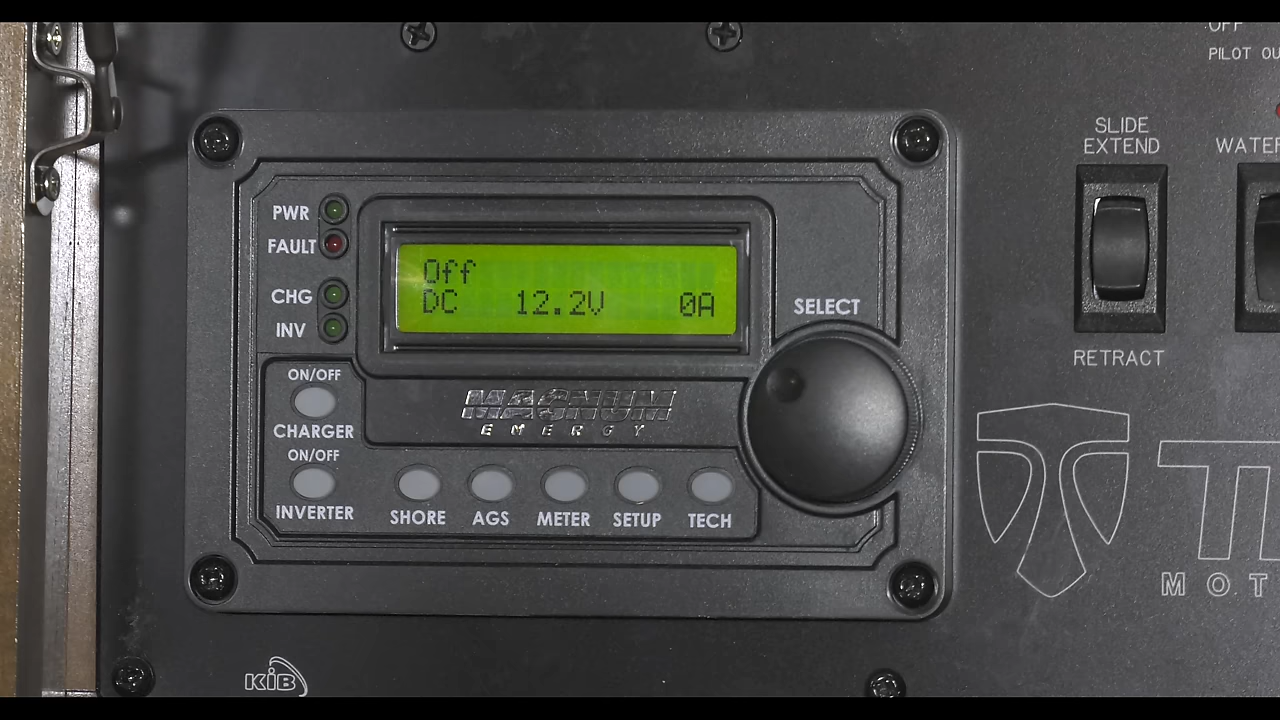 OFF
PILOT OU
SLIDE
EXTEND
WATER
RETRACT
PWR
FAULT
CHG
INV
Off
DC 12.2V 0A
SELECT
ON/OFF
CHARGER
ON/OFF
INVERTER
MAGNUM
ENERGY
SHORE
AGS
METER
SETUP
TECH
MOT
KIB